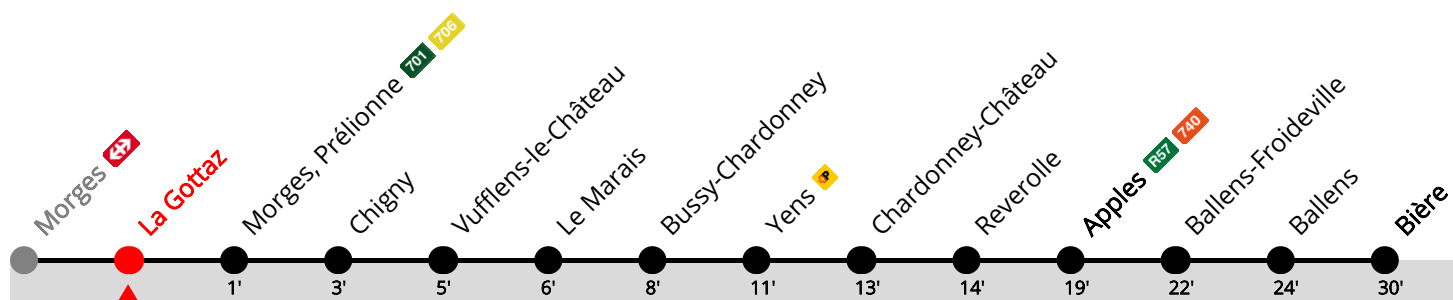 Morges
La Gottaz
Morges, Prélionne 701 706
Chigny
Vufflens-le-Château
Le Marais
Bussy-Chardonney
Yens P
Chardonney-Château
Reverolle
Apples R57 740
Ballens-Froideville
Ballens
Bière
1' 3' 5' 6' 8' 11' 13' 14' 19' 22' 24' 30'